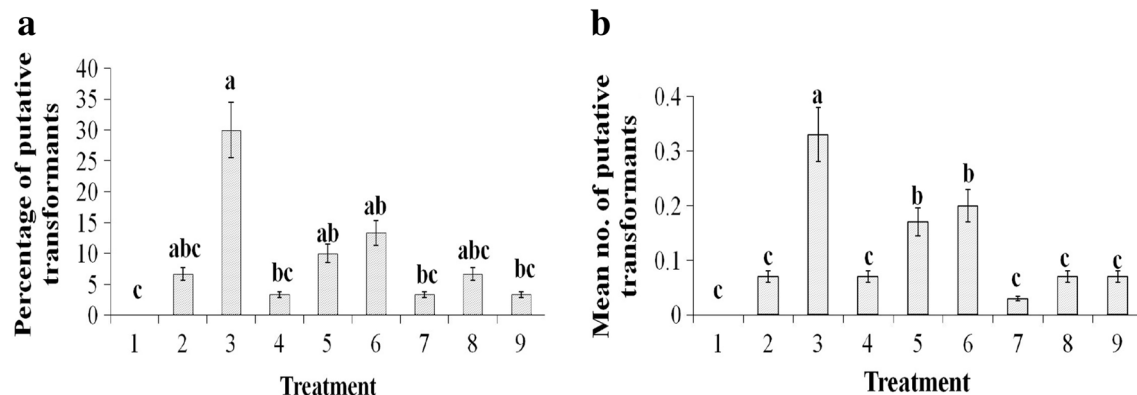 a
Percentage of putative
transformants
40
35
30
25
20
15
10
5
0
c
abc
a
bc
ab
ab
bc
abc
bc
1 2 3 4 5 6 7 8 9
Treatment
b
Mean no. of putative
transformants
0.4
0.3
0.2
0.1
0
c
c
a
c
b
b
c
c
c
1 2 3 4 5 6 7 8 9
Treatment